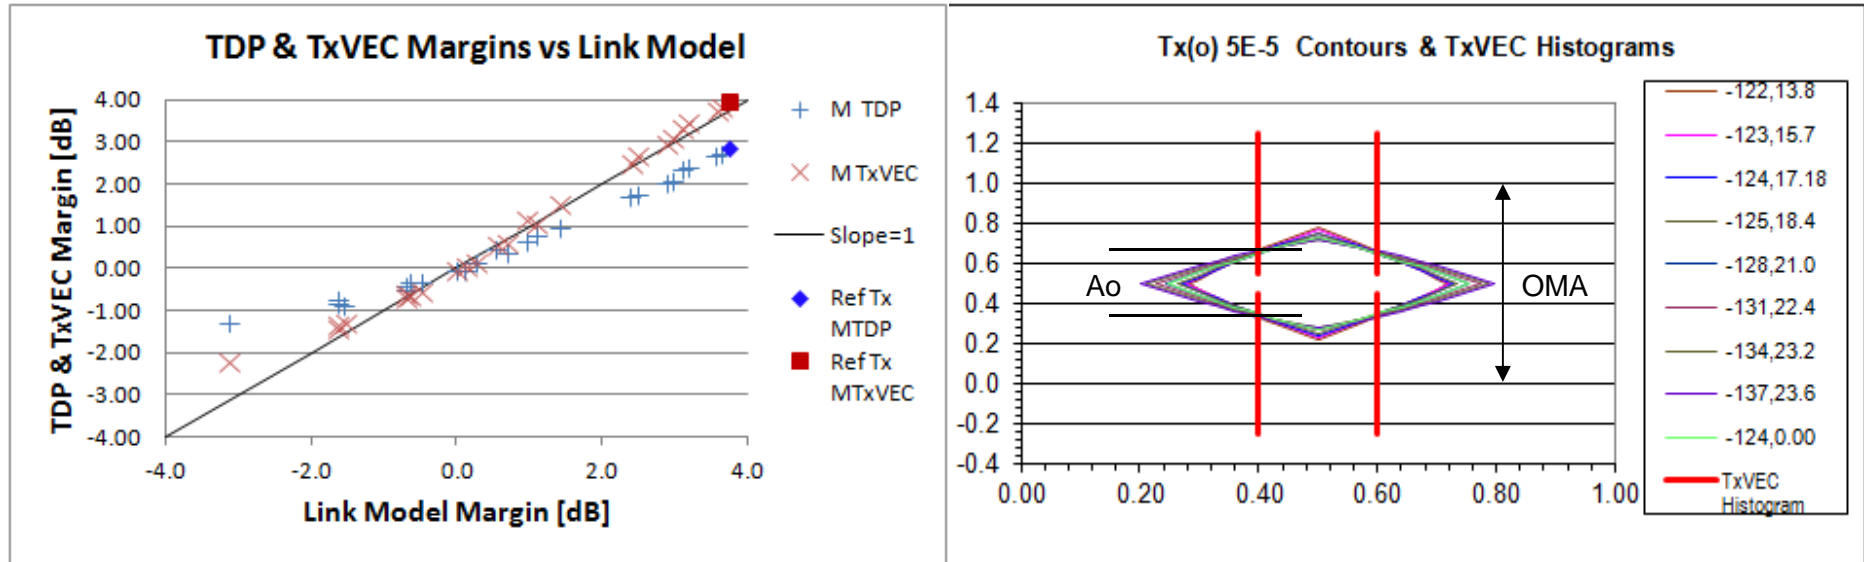 TDP & TxVEC Margins vs Link Model
TDP & TxVEC Margin [dB]
4.00
3.00
2.00
1.00
0.00
-1.00
-2.00
-3.00
-4.00
-4.0 -2.0 0.0 2.0 4.0
Link Model Margin [dB]
M TDP
M TxVEC
Slope=1
Ref Tx
MTDP
Ref Tx
MTxVEC
Tx(o) 5E-5 Contours & TxVEC Histograms
1.4
1.2
1.0
0.8
0.6
0.4
0.2
0.0
-0.2
-0.4
0.00 0.20 0.40 0.60 0.80 1.00
Ao
OMA
-122,13.8
-123,15.7
-124,17.18
-125,18.4
-128,21.0
-131,22.4
-134,23.2
-137,23.6
-124,0.00
TxVEC
Histogram